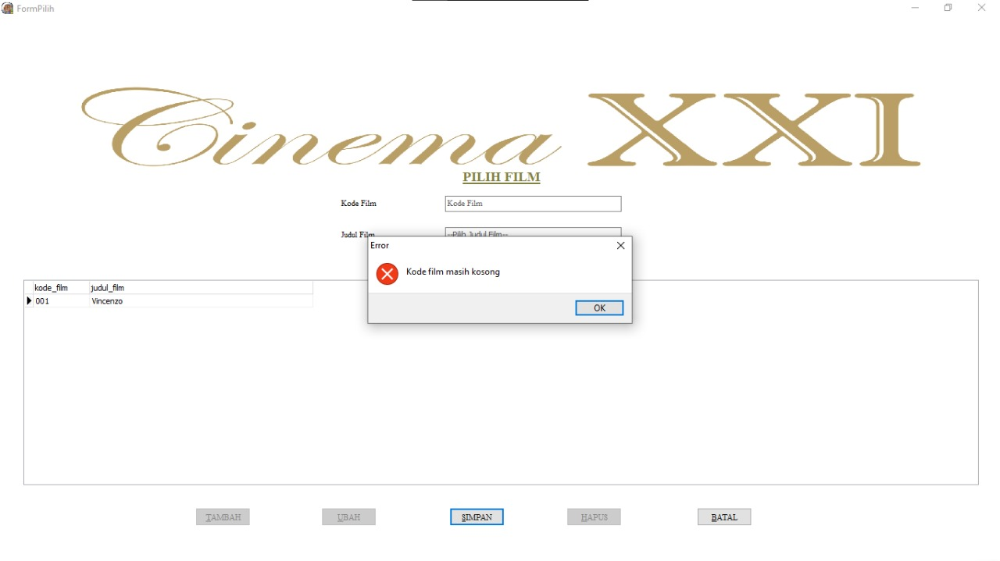 FormPilih
Cinema XXI
PILIH FILM
Kode Film Kode Film
Judul Film --Pilih Judul Film--
Error
Kode film masih kosong
OK
kode_film judul_film
001 Vincenzo
TAMBAH UBAH SIMPAN HAPUS BATAL